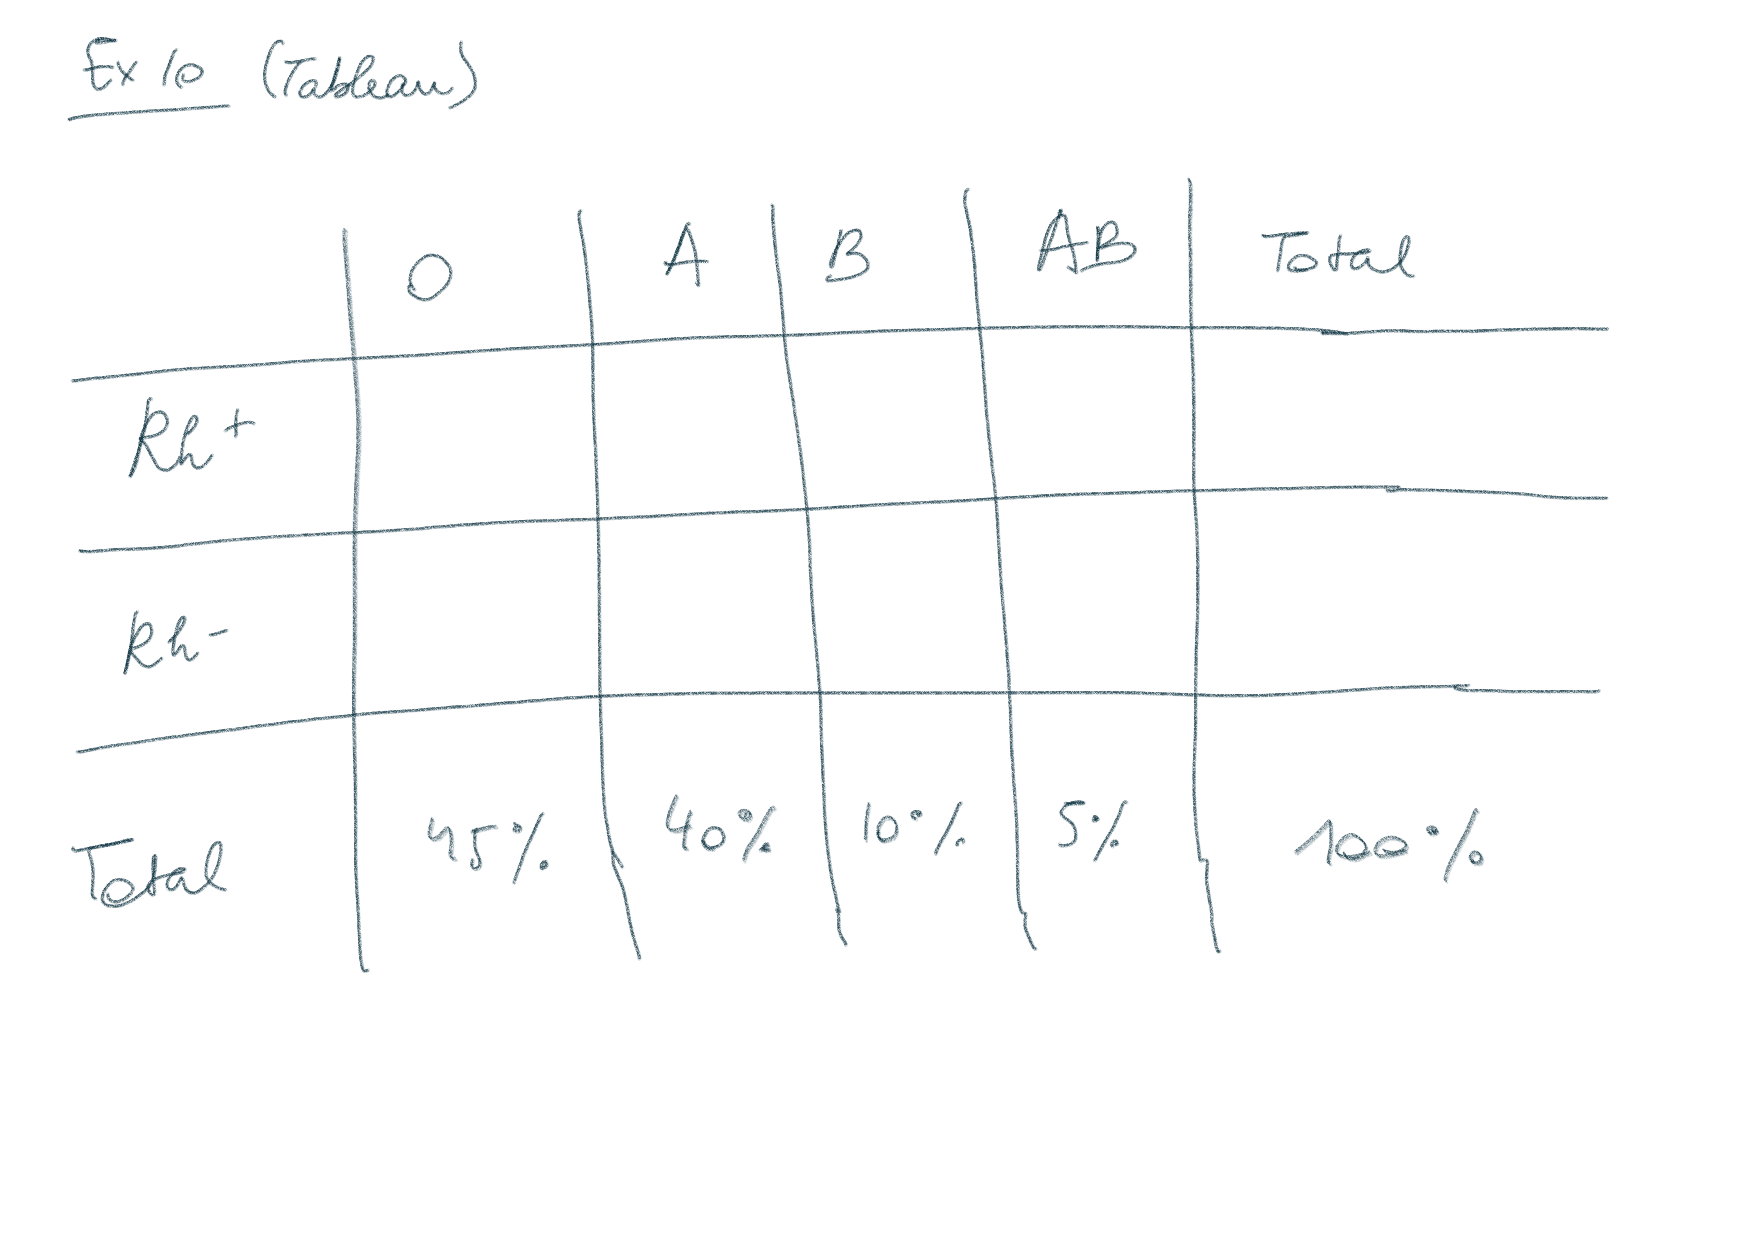 Ex 10 (Tableau)
O A B AB Total
Rh+
Rh-
Total 45% 40% 10% 5% 100%